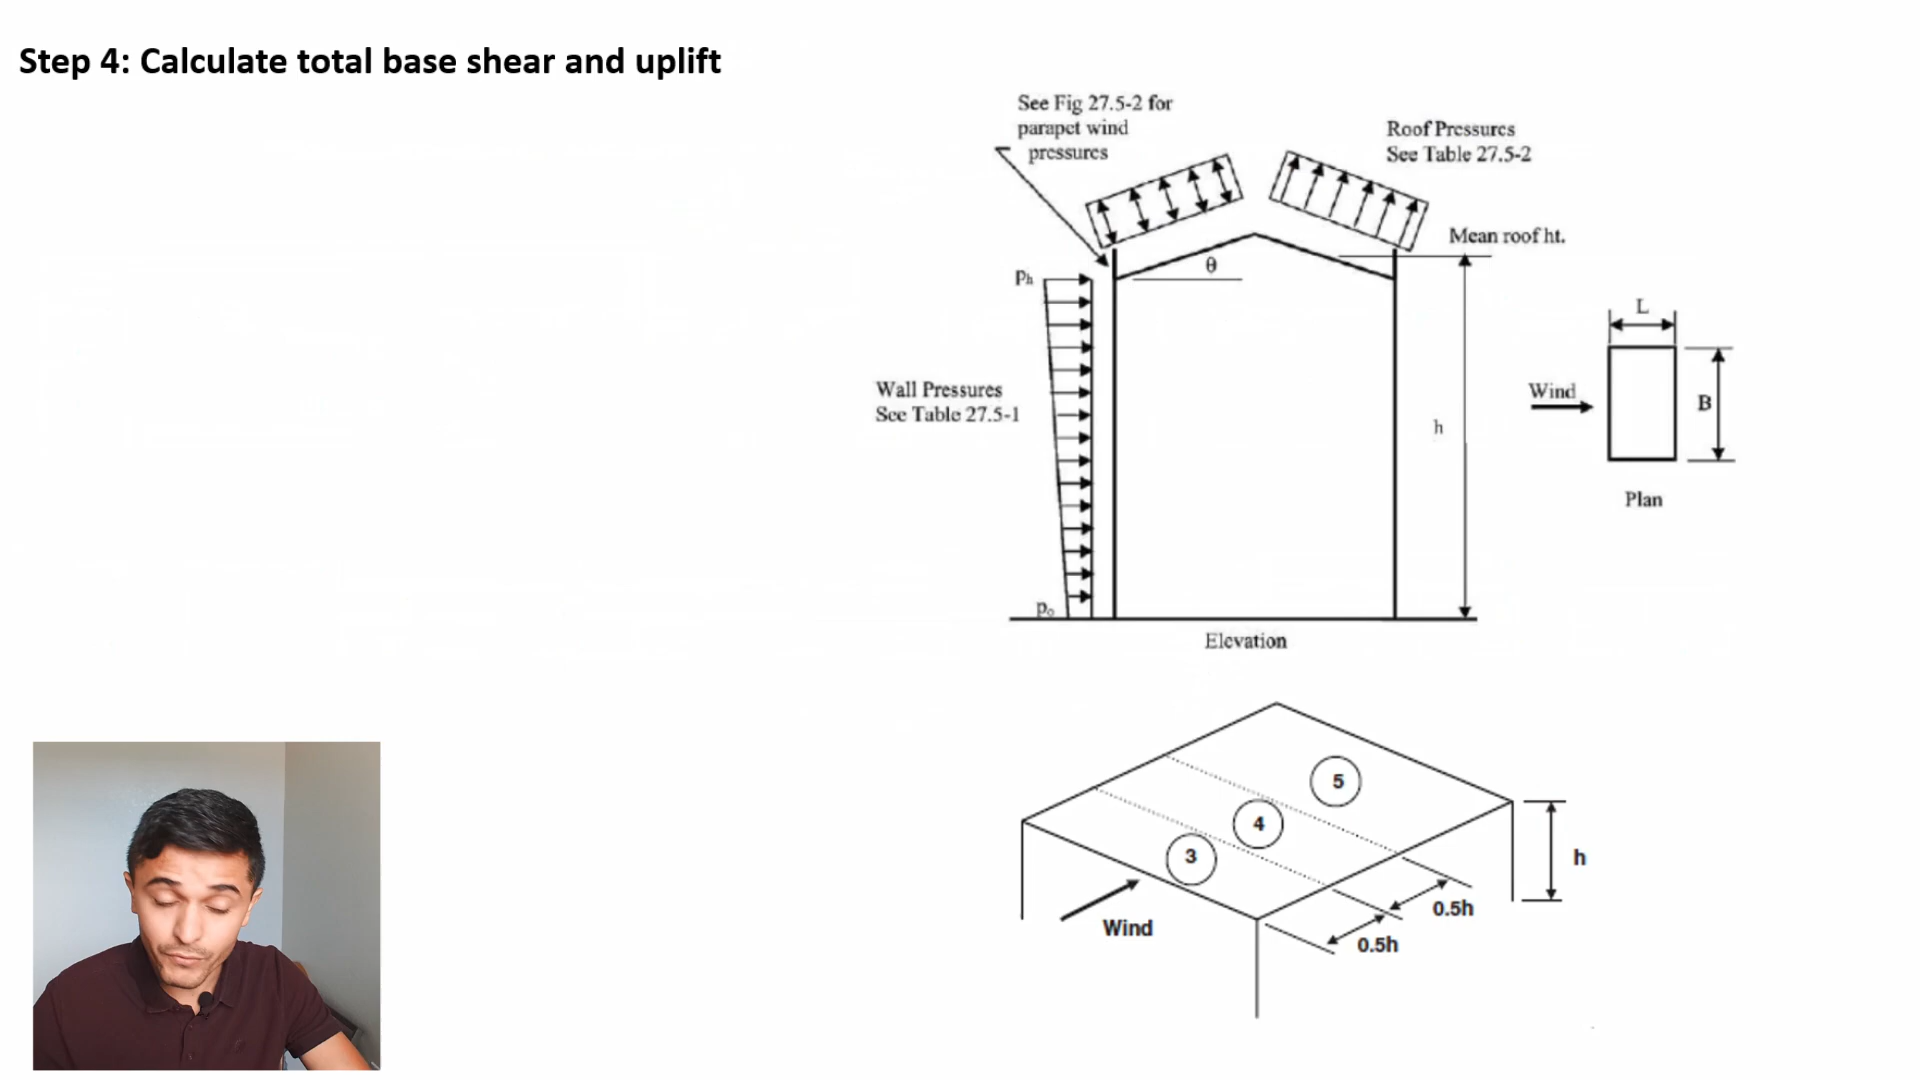 Step 4: Calculate total base shear and uplift
See Fig 27.5-2 for
parapet wind
pressures
Roof Pressures
See Table 27.5-2
Mean roof ht.
θ
Ph
Wall Pressures
See Table 27.5-1
h
Po
Elevation
L
Wind
B
Plan
5
4
3
h
0.5h
0.5h
Wind